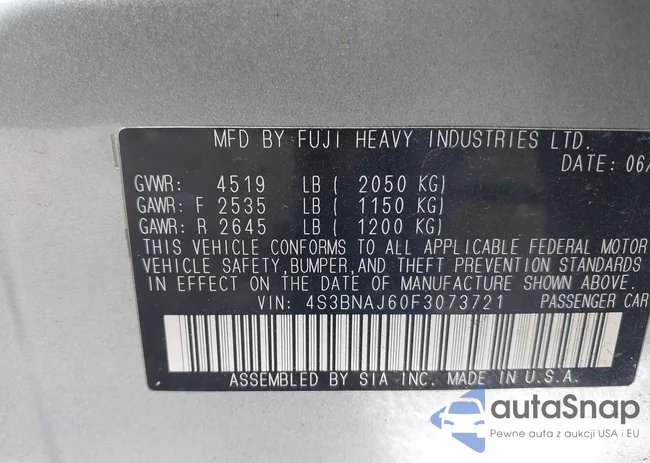 MFD BY FUJI HEAVY INDUSTRIES LTD.
DATE: 06/
GVWR: 4519 LB ( 2050 KG)
GAWR: F 2535 LB ( 1150 KG)
GAWR: R 2645 LB ( 1200 KG)
THIS VEHICLE CONFORMS TO ALL APPLICABLE FEDERAL MOTOR
VEHICLE SAFETY,BUMPER,AND THEFT PREVENTION STANDARDS
IN EFFECT ON THE DATE OF MANUFACTURE SHOWN ABOVE.
VIN: 4S3BNAJ60F3073721 PASSENGER CAR
ASSEMBLED BY SIA INC. MADE IN U.S.A.
autaSnap
Pewne auta z aukcji USA i EU